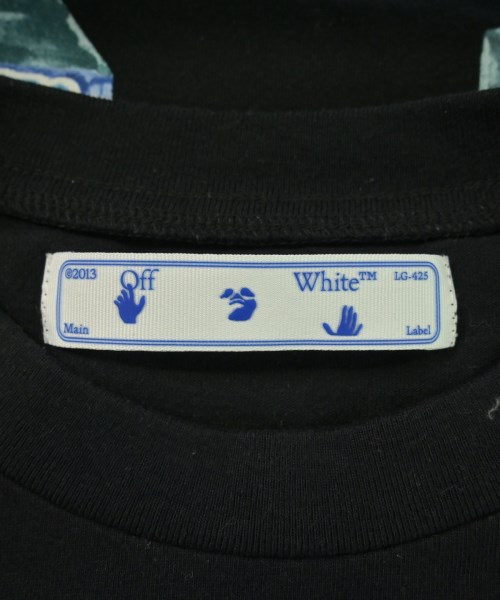 ©2013 Off White™ LG-425
Main Label